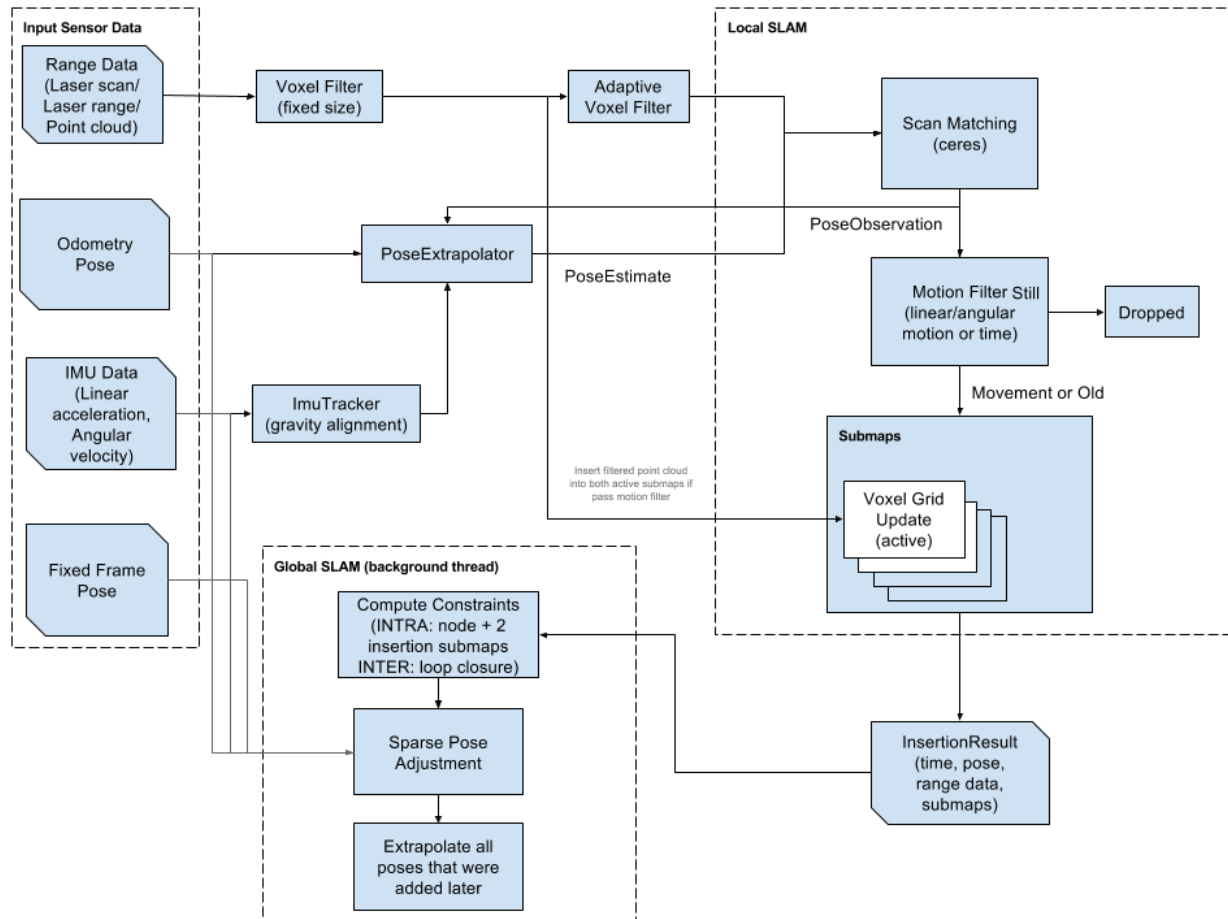 Input Sensor Data
Range Data
(Laser scan/
Laser range/
Point cloud)
Voxel Filter
(fixed size)
Adaptive
Voxel Filter
Local SLAM
Scan Matching
(ceres)
Odometry
Pose
PoseExtrapolator
PoseEstimate
PoseObservation
Motion Filter
(linear/angular
motion or time)
Still
Dropped
IMU Data
(Linear
acceleration,
Angular
velocity)
ImuTracker
(gravity alignment)
Movement or Old
Submaps
Insert filtered point cloud
into both active submaps if
pass motion filter
Voxel Grid
Update
(active)
Fixed Frame
Pose
Global SLAM (background thread)
Compute Constraints
(INTRA: node + 2
insertion submaps
INTER: loop closure)
Sparse Pose
Adjustment
InsertionResult
(time, pose,
range data,
submaps)
Extrapolate all
poses that were
added later